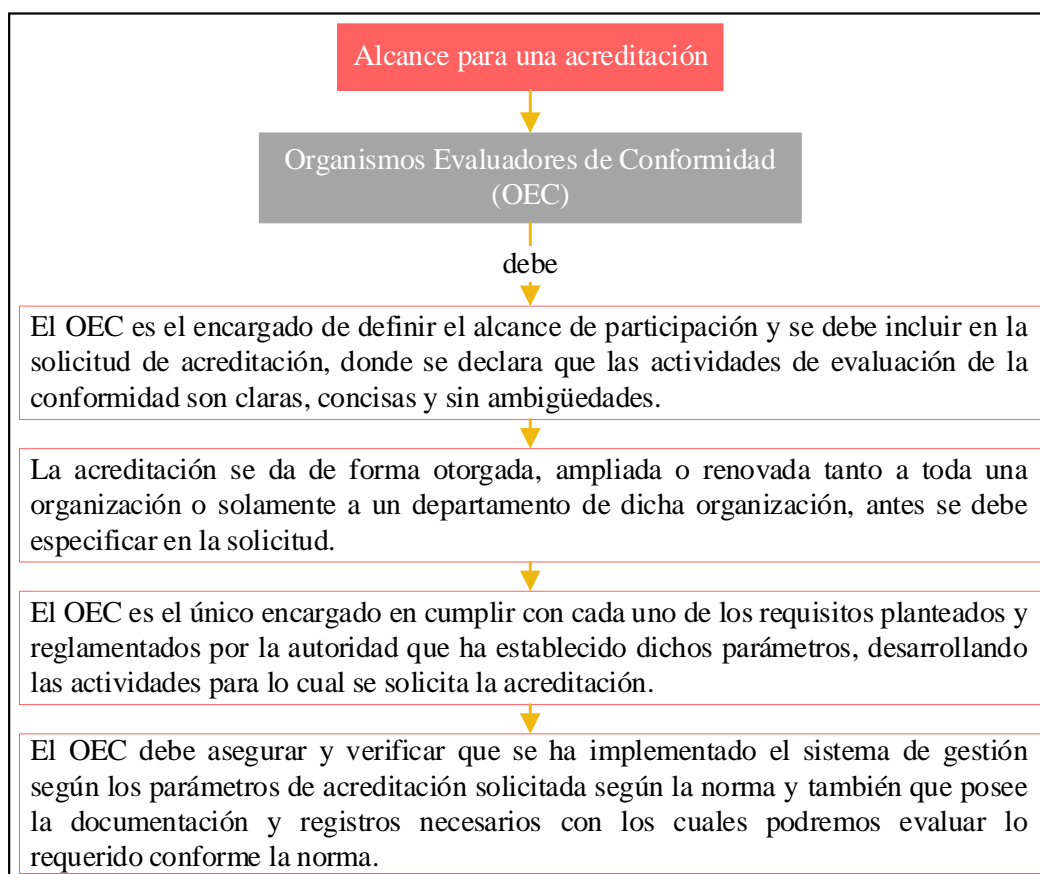 Alcance para una acreditación
Organismos Evaluadores de Conformidad
(OEC)
debe
El OEC es el encargado de definir el alcance de participación y se debe incluir en la
solicitud de acreditación, donde se declara que las actividades de evaluación de la
conformidad son claras, concisas y sin ambigüedades.
La acreditación se da de forma otorgada, ampliada o renovada tanto a toda una
organización o solamente a un departamento de dicha organización, antes se debe
especificar en la solicitud.
El OEC es el único encargado en cumplir con cada uno de los requisitos planteados y
reglamentados por la autoridad que ha establecido dichos parámetros, desarrollando
las actividades para lo cual se solicita la acreditación.
El OEC debe asegurar y verificar que se ha implementado el sistema de gestión
según los parámetros de acreditación solicitada según la norma y también que posee
la documentación y registros necesarios con los cuales podremos evaluar lo
requerido conforme la norma.